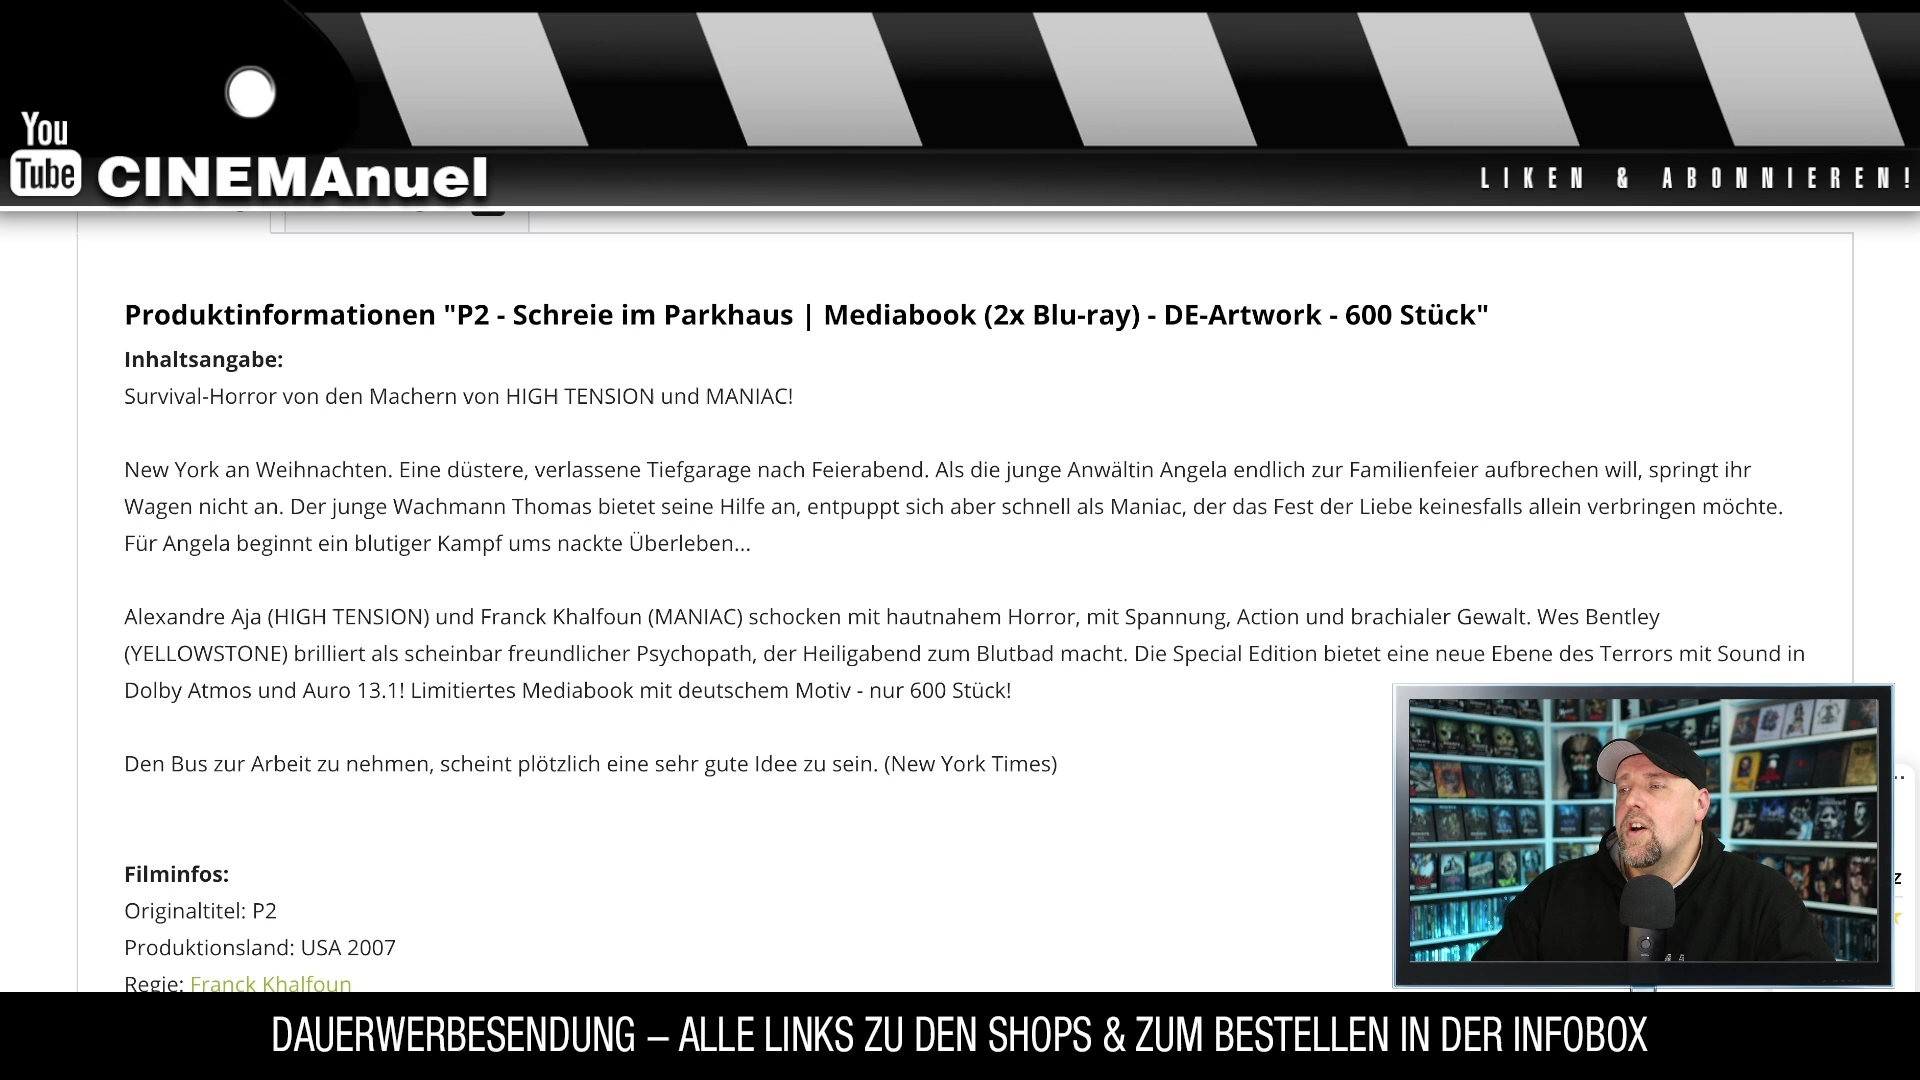 You
Tube CINEMAnuel
LIKEN & ABONNIEREN!
Produktinformationen "P2 - Schreie im Parkhaus | Mediabook (2x Blu-ray) - DE-Artwork - 600 Stück"
Inhaltsangabe:
Survival-Horror von den Machern von HIGH TENSION und MANIAC!
New York an Weihnachten. Eine düstere, verlassene Tiefgarage nach Feierabend. Als die junge Anwältin Angela endlich zur Familienfeier aufbrechen will, springt ihr
Wagen nicht an. Der junge Wachmann Thomas bietet seine Hilfe an, entpuppt sich aber schnell als Maniac, der das Fest der Liebe keinesfalls allein verbringen möchte.
Für Angela beginnt ein blutiger Kampf ums nackte Überleben...
Alexandre Aja (HIGH TENSION) und Franck Khalfoun (MANIAC) schocken mit hautnahem Horror, mit Spannung, Action und brachialer Gewalt. Wes Bentley
(YELLOWSTONE) brilliert als scheinbar freundlicher Psychopath, der Heiligabend zum Blutbad macht. Die Special Edition bietet eine neue Ebene des Terrors mit Sound in
Dolby Atmos und Auro 13.1! Limitiertes Mediabook mit deutschem Motiv - nur 600 Stück!
Den Bus zur Arbeit zu nehmen, scheint plötzlich eine sehr gute Idee zu sein. (New York Times)
Filminfos:
Originaltitel: P2
Produktionsland: USA 2007
Regie: Franck Khalfoun
DAUERWERBESENDUNG – ALLE LINKS ZU DEN SHOPS & ZUM BESTELLEN IN DER INFOBOX